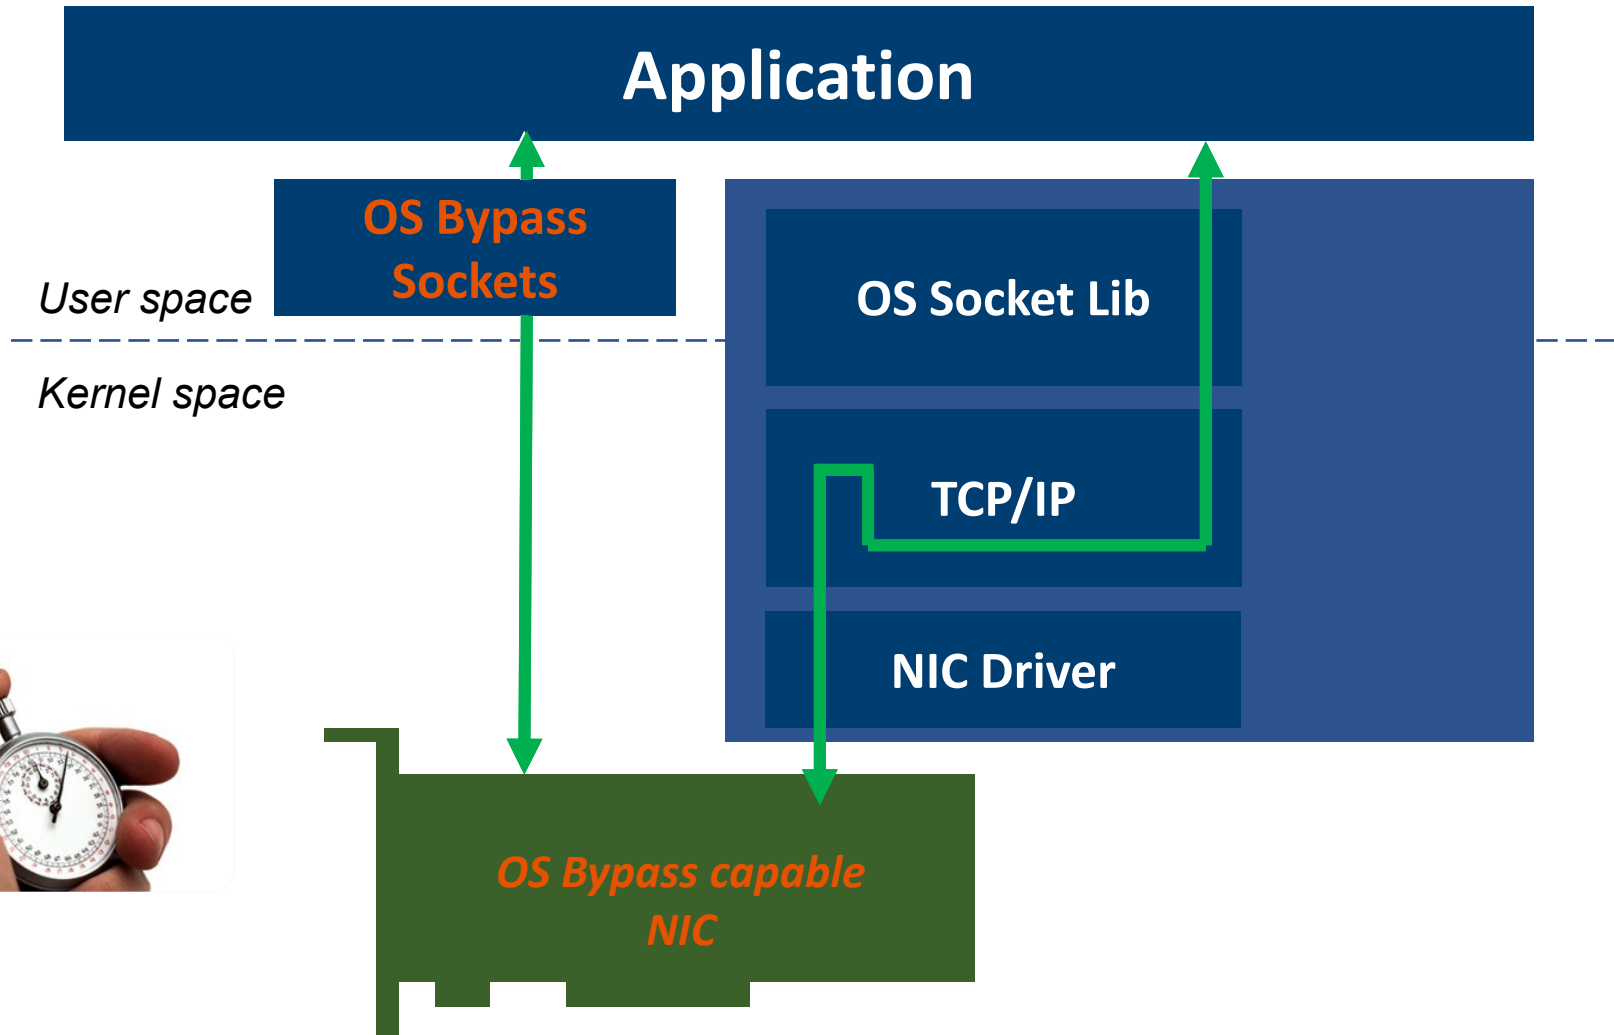 Application
OS Bypass
Sockets
OS Socket Lib
User space
Kernel space
TCP/IP
NIC Driver
OS Bypass capable
NIC